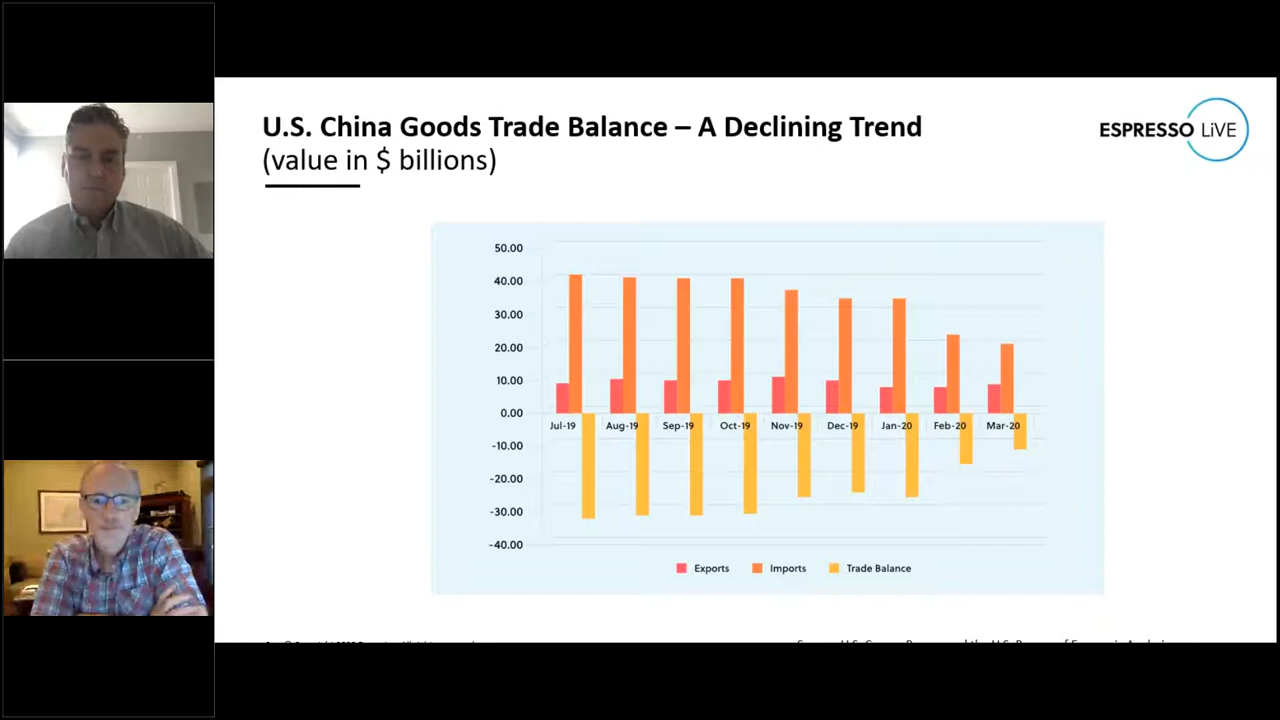 U.S. China Goods Trade Balance – A Declining Trend
(value in $ billions)
ESPRESSO LiVE
50.00
40.00
30.00
20.00
10.00
0.00
-10.00
-20.00
-30.00
-40.00
Jul-19 Aug-19 Sep-19 Oct-19 Nov-19 Dec-19 Jan-20 Feb-20 Mar-20
Exports Imports Trade Balance